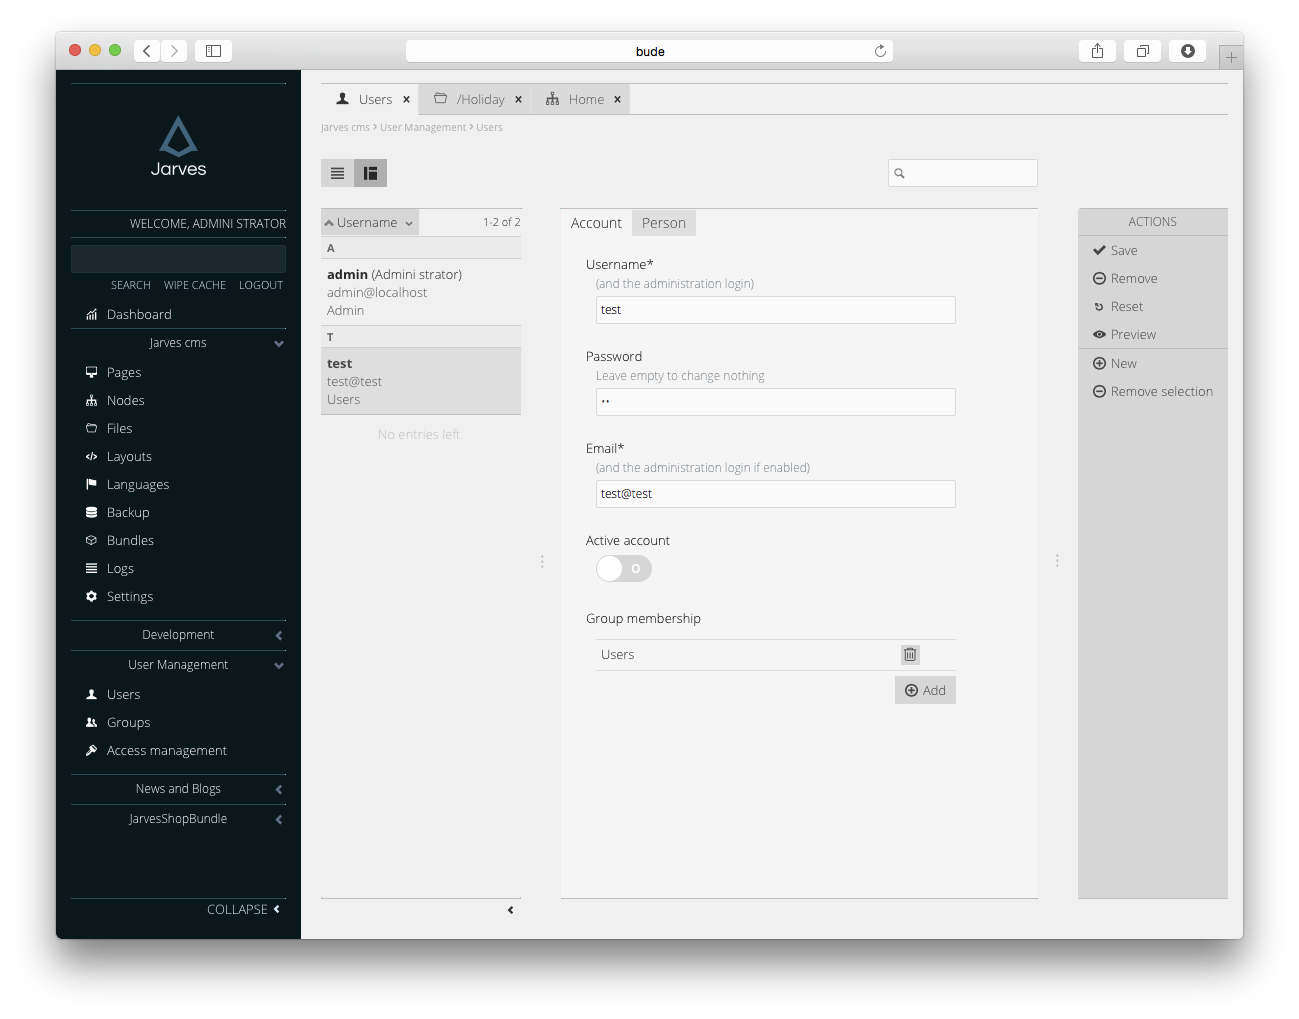 bude
Jarves
WELCOME, ADMINI STRATOR
SEARCH WIPE CACHE LOGOUT
Dashboard
Jarves cms
Pages
Nodes
Files
Layouts
Languages
Backup
Bundles
Logs
Settings
Development
User Management
Users
Groups
Access management
News and Blogs
JarvesShopBundle
COLLAPSE
Users x /Holiday x Home x
Jarves cms > User Management > Users
Username 1-2 of 2
A
admin (Admini strator)
admin@localhost
Admin
T
test
test@test
Users
No entries left.
Account Person
Username*
(and the administration login)
test
Password
Leave empty to change nothing
••
Email*
(and the administration login if enabled)
test@test
Active account
O
Group membership
Users
Add
ACTIONS
Save
Remove
Reset
Preview
New
Remove selection